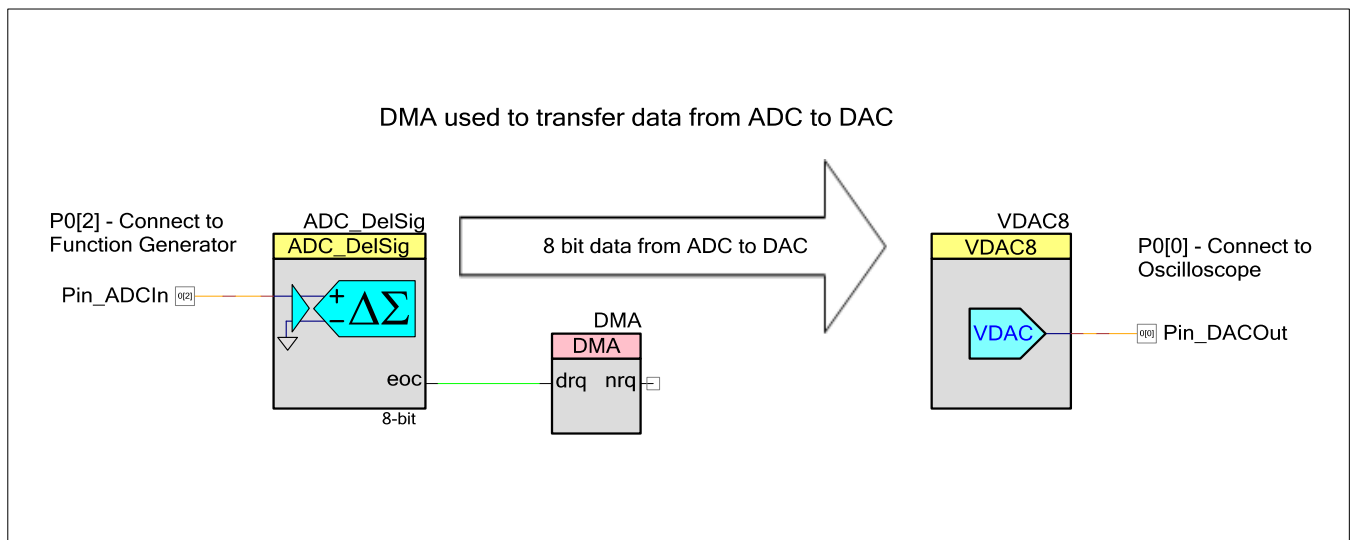 DMA used to transfer data from ADC to DAC
P0[2] - Connect to
Function Generator
ADC_DelSig
ADC_DelSig
8 bit data from ADC to DAC
VDAC8
VDAC8
P0[0] - Connect to
Oscilloscope
Pin_ADCIn
0[2]
+
−
ΔΣ
DMA
DMA
VDAC
0[0]
Pin_DACOut
eoc
drq
nrq
8-bit